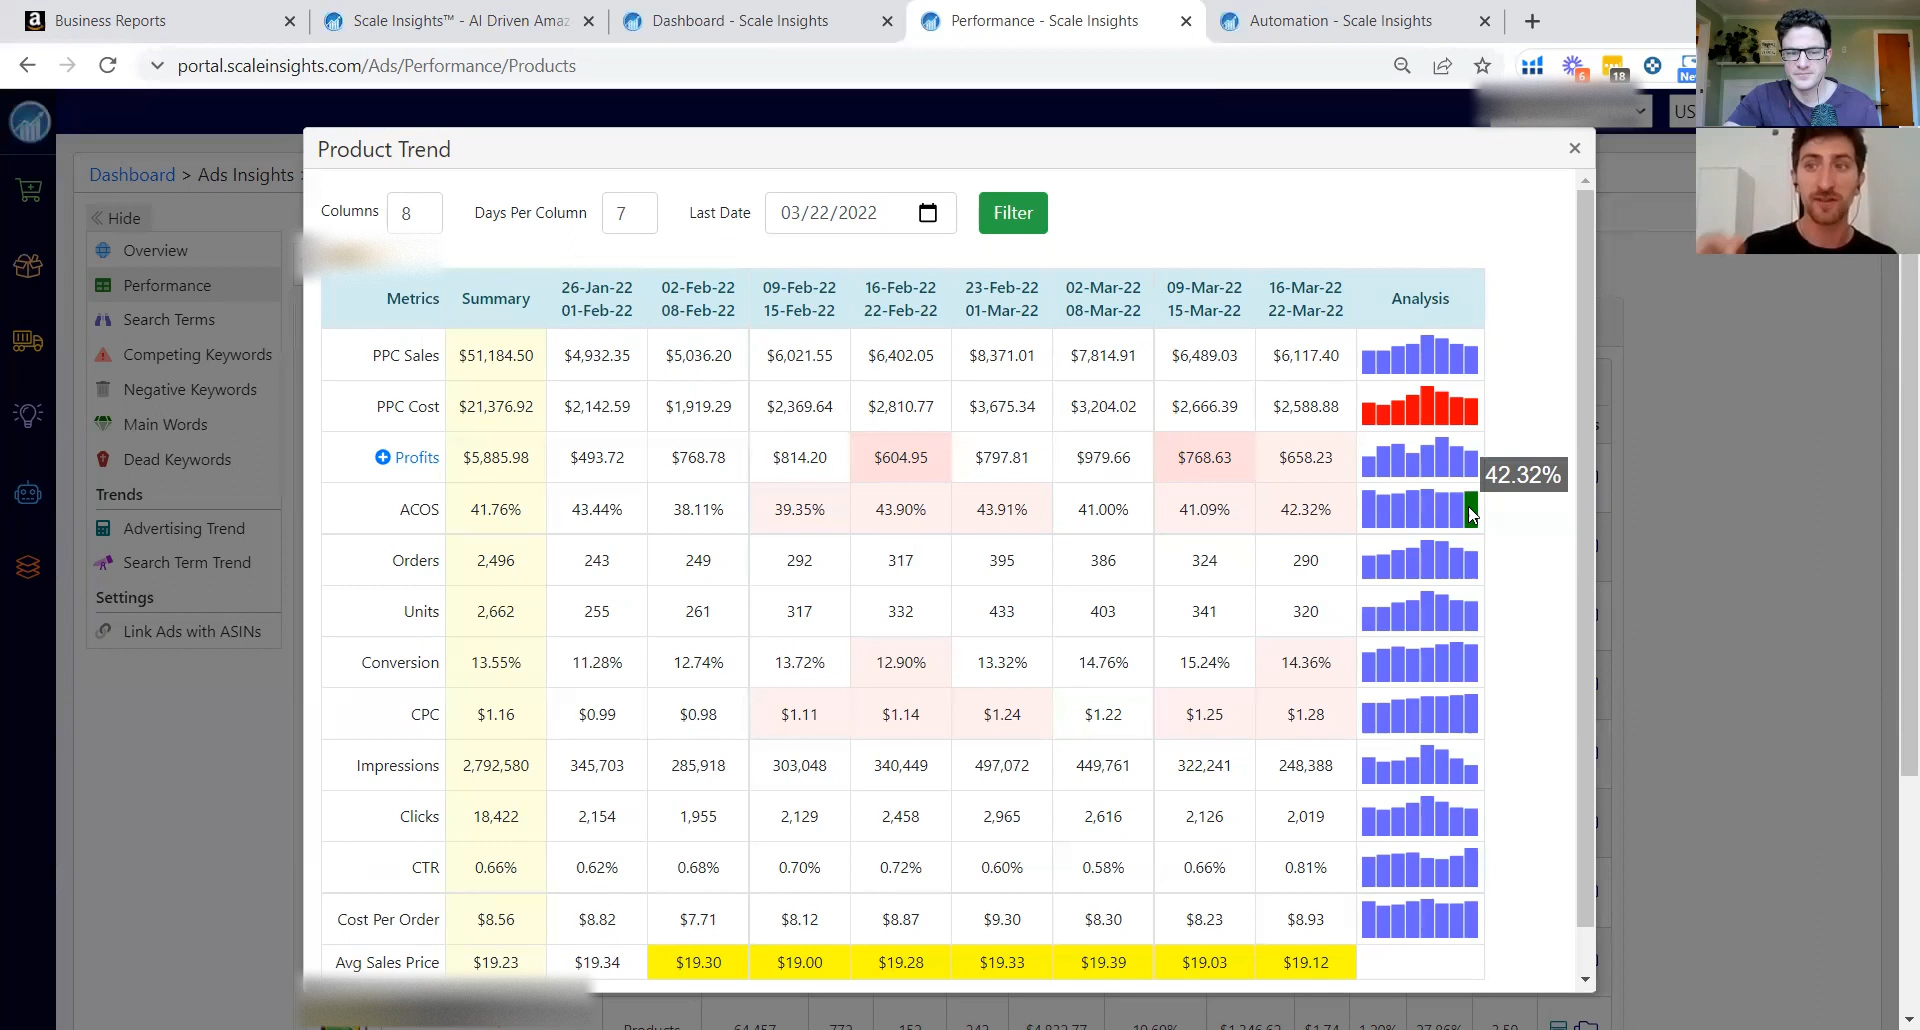 Business Reports
Scale Insights™ - AI Driven Amaz
Dashboard - Scale Insights
Performance - Scale Insights
Automation - Scale Insights
portal.scaleinsights.com/Ads/Performance/Products
6
18
Ne
US
Product Trend
Dashboard > Ads Insights
Hide
Overview
Performance
Search Terms
Competing Keywords
Negative Keywords
Main Words
Dead Keywords
Trends
Advertising Trend
Search Term Trend
Settings
Link Ads with ASINs
Columns 8 Days Per Column 7 Last Date 03/22/2022 Filter
Metrics Summary 26-Jan-22 02-Feb-22 09-Feb-22 16-Feb-22 23-Feb-22 02-Mar-22 09-Mar-22 16-Mar-22 Analysis
01-Feb-22 08-Feb-22 15-Feb-22 22-Feb-22 01-Mar-22 08-Mar-22 15-Mar-22 22-Mar-22
PPC Sales $51,184.50 $4,932.35 $5,036.20 $6,021.55 $6,402.05 $8,371.01 $7,814.91 $6,489.03 $6,117.40
PPC Cost $21,376.92 $2,142.59 $1,919.29 $2,369.64 $2,810.77 $3,675.34 $3,204.02 $2,666.39 $2,588.88
Profits $5,885.98 $493.72 $768.78 $814.20 $604.95 $797.81 $979.66 $768.63 $658.23
42.32%
ACOS 41.76% 43.44% 38.11% 39.35% 43.90% 43.91% 41.00% 41.09% 42.32%
Orders 2,496 243 249 292 317 395 386 324 290
Units 2,662 255 261 317 332 433 403 341 320
Conversion 13.55% 11.28% 12.74% 13.72% 12.90% 13.32% 14.76% 15.24% 14.36%
CPC $1.16 $0.99 $0.98 $1.11 $1.14 $1.24 $1.22 $1.25 $1.28
Impressions 2,792,580 345,703 285,918 303,048 340,449 497,072 449,761 322,241 248,388
Clicks 18,422 2,154 1,955 2,129 2,458 2,965 2,616 2,126 2,019
CTR 0.66% 0.62% 0.68% 0.70% 0.72% 0.60% 0.58% 0.66% 0.81%
Cost Per Order $8.56 $8.82 $7.71 $8.12 $8.87 $9.30 $8.30 $8.23 $8.93
Avg Sales Price $19.23 $19.34 $19.30 $19.00 $19.28 $19.33 $19.39 $19.03 $19.12